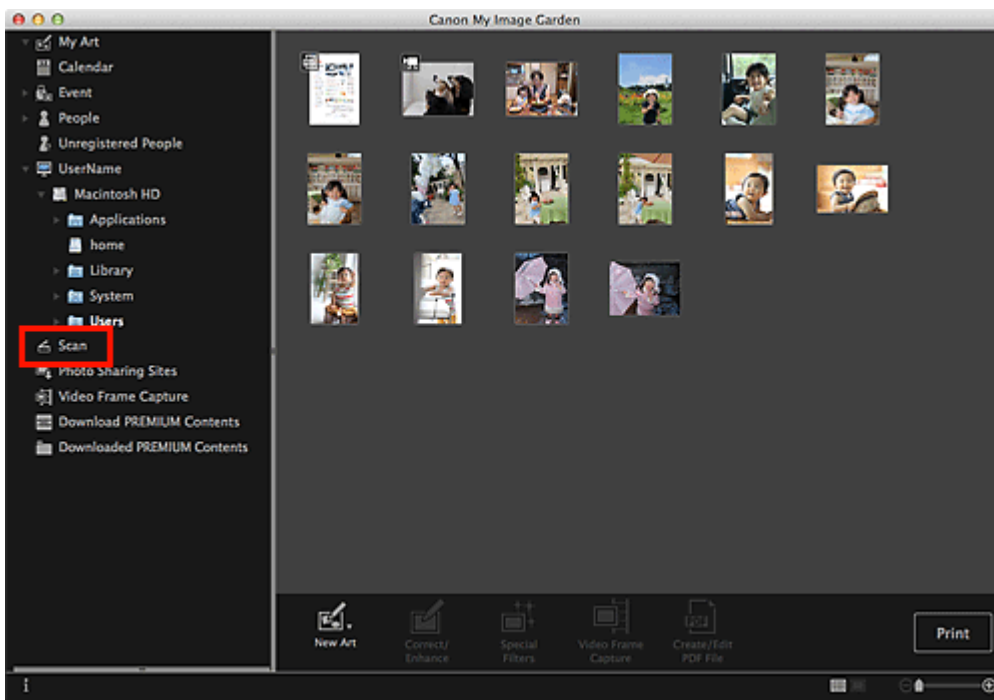 Canon My Image Garden
My Art
Calendar
Event
People
Unregistered People
UserName
Macintosh HD
Applications
home
Library
System
Users
Scan
Photo Sharing Sites
Video Frame Capture
Download PREMIUM Contents
Downloaded PREMIUM Contents
New Art
Correct/
Enhance
Special
Filters
Video Frame
Capture
PDF
Create/Edit
PDF File
Print